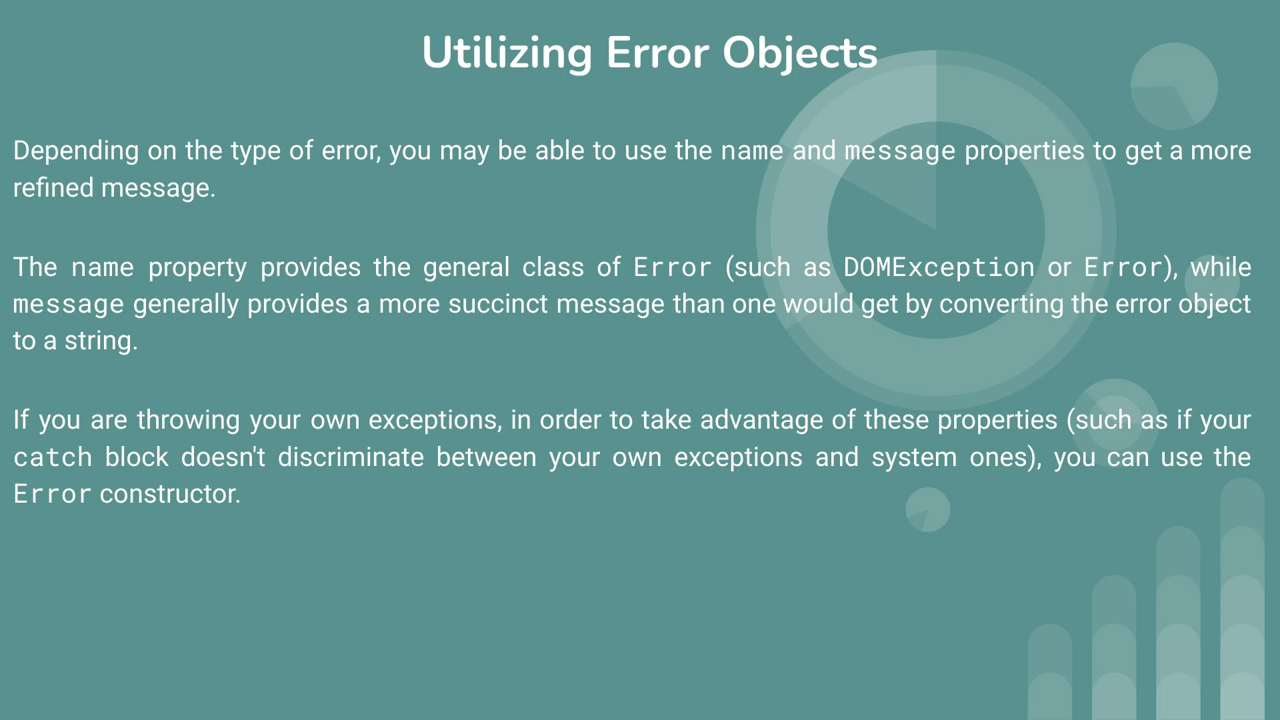 Utilizing Error Objects
Depending on the type of error, you may be able to use the name and message properties to get a more
refined message.
The name property provides the general class of Error (such as DOMException or Error), while
message generally provides a more succinct message than one would get by converting the error object
to a string.
If you are throwing your own exceptions, in order to take advantage of these properties (such as if your
catch block doesn't discriminate between your own exceptions and system ones), you can use the
Error constructor.